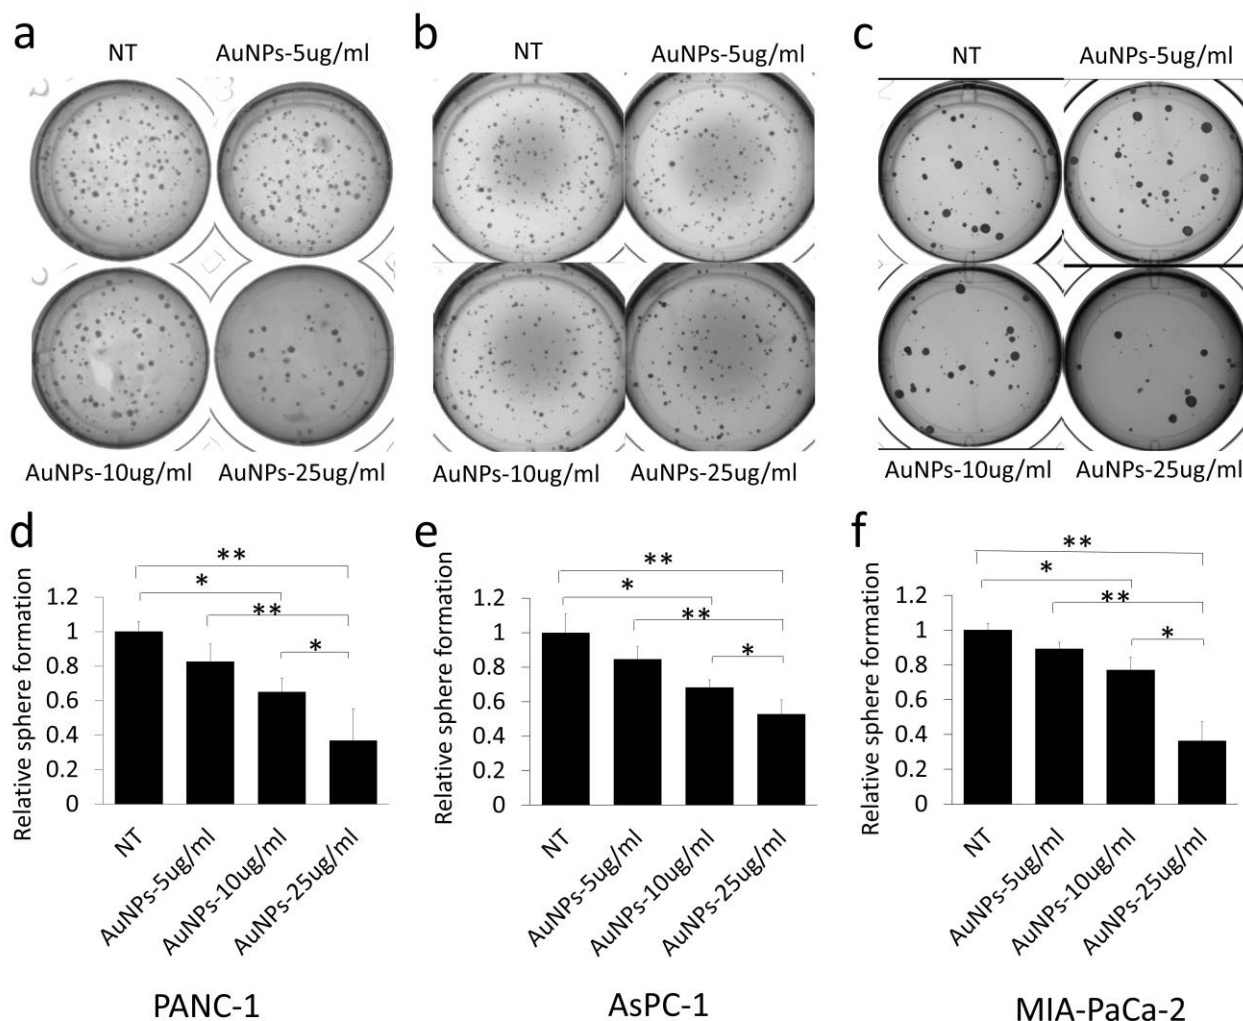 a b c
NT AuNPs-5ug/ml NT AuNPs-5ug/ml NT AuNPs-5ug/ml
AuNPs-10ug/ml AuNPs-25ug/ml AuNPs-10ug/ml AuNPs-25ug/ml AuNPs-10ug/ml AuNPs-25ug/ml
d
Relative sphere formation
**
*
**
*
1.2
1
0.8
0.6
0.4
0.2
0
NT
AuNPs-5ug/ml
AuNPs-10ug/ml
AuNPs-25ug/ml
PANC-1
e
Relative sphere formation
**
*
**
*
1.2
1
0.8
0.6
0.4
0.2
0
NT
AuNPs-5ug/ml
AuNPs-10ug/ml
AuNPs-25ug/ml
AsPC-1
f
Relative sphere formation
**
*
**
*
1.2
1
0.8
0.6
0.4
0.2
0
NT
AuNPs-5ug/ml
AuNPs-10ug/ml
AuNPs-25ug/ml
MIA-PaCa-2